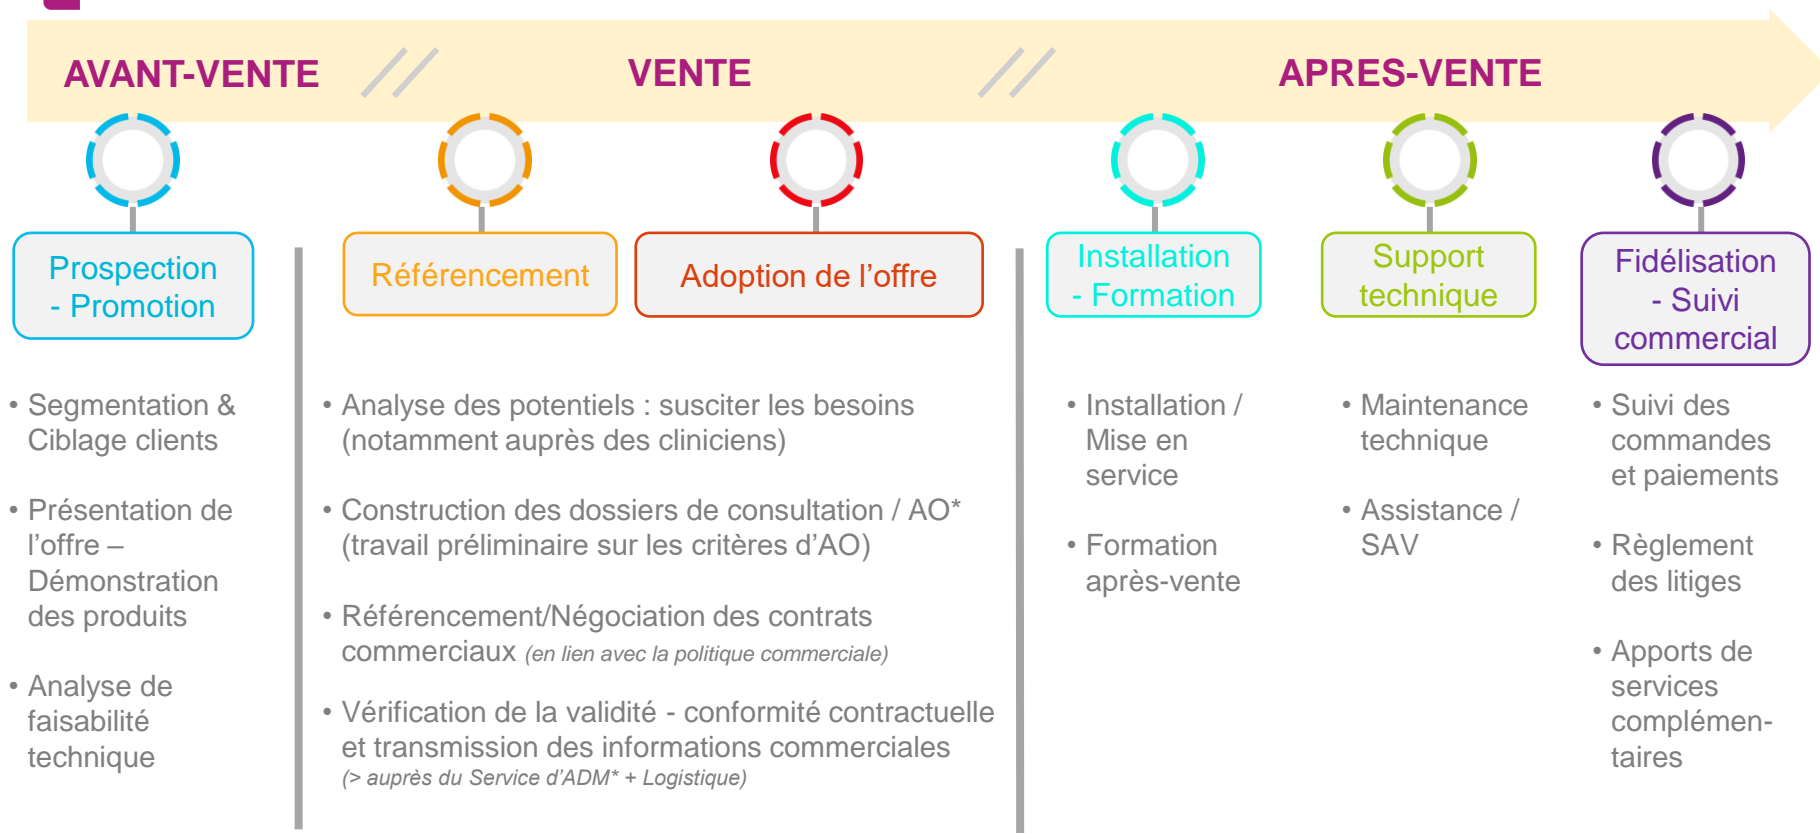 AVANT-VENTE
VENTE
APRES-VENTE
Prospection
- Promotion
Référencement
Adoption de l’offre
Installation
- Formation
Support
technique
Fidélisation
- Suivi
commercial
• Segmentation &
Ciblage clients
• Présentation de
l’offre –
Démonstration
des produits
• Analyse de
faisabilité
technique
• Analyse des potentiels : susciter les besoins
(notamment auprès des cliniciens)
• Construction des dossiers de consultation / AO*
(travail préliminaire sur les critères d’AO)
• Référencement/Négociation des contrats
commerciaux (en lien avec la politique commerciale)
• Vérification de la validité - conformité contractuelle
et transmission des informations commerciales
(> auprès du Service d’ADM* + Logistique)
• Installation /
Mise en
service
• Formation
après-vente
• Maintenance
technique
• Assistance /
SAV
• Suivi des
commandes
et paiements
• Règlement
des litiges
• Apports de
services
complémen-
taires